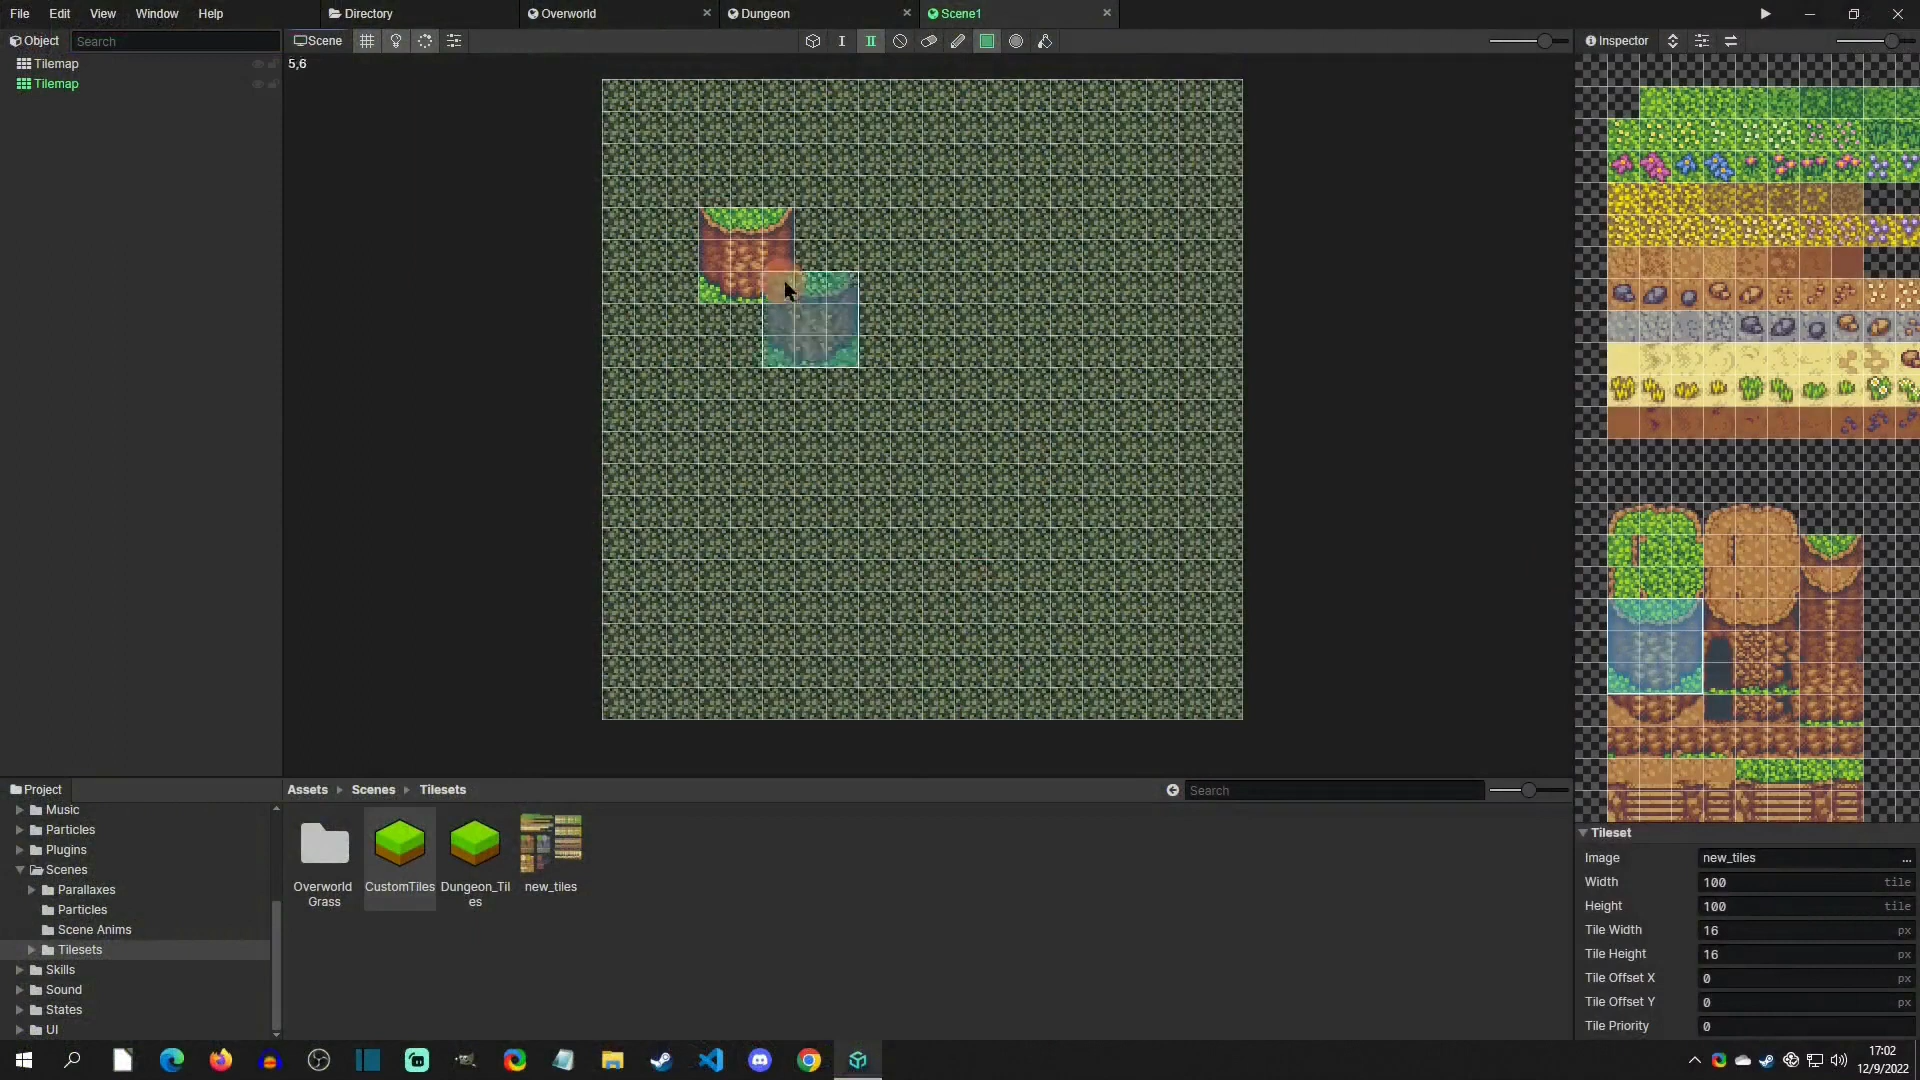 File Edit View Window Help Directory Overworld Dungeon Scene1
Object Search Scene Inspector
5,6
Tilemap
Tilemap
Project
Music
Particles
Plugins
Scenes
Parallaxes
Particles
Scene Anims
Tilesets
Skills
Sound
States
UI
Assets Scenes Tilesets Search
Overworld Grass
CustomTiles
Dungeon_Tiles
new_tiles
Tileset
Image new_tiles ...
Width 100 tile
Height 100 tile
Tile Width 16 px
Tile Height 16 px
Tile Offset X 0 px
Tile Offset Y 0 px
Tile Priority 0
17:02
12/9/2022